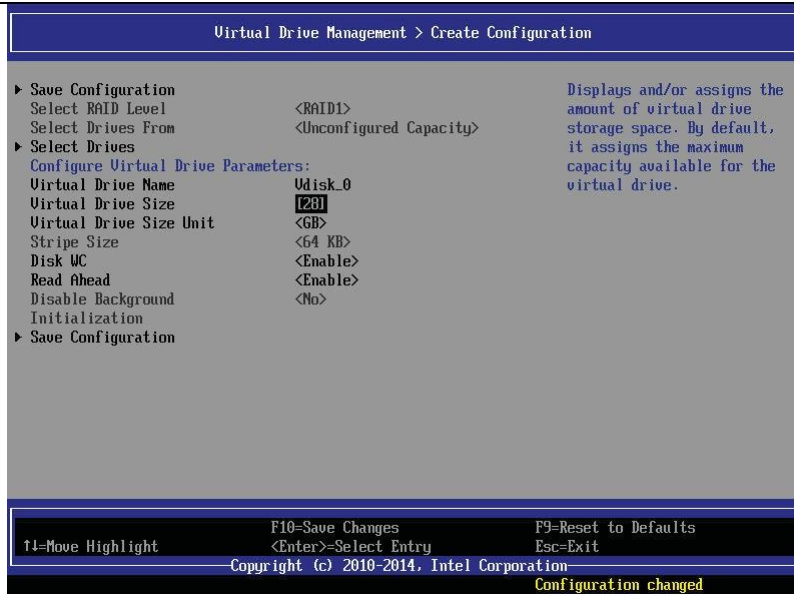 Virtual Drive Management > Create Configuration
▶ Save Configuration
Select RAID Level <RAID1>
Select Drives From <Unconfigured Capacity>
▶ Select Drives
Configure Virtual Drive Parameters:
Virtual Drive Name Vdisk_0
Virtual Drive Size [28]
Virtual Drive Size Unit <GB>
Stripe Size <64 KB>
Disk WC <Enable>
Read Ahead <Enable>
Disable Background <No>
Initialization
▶ Save Configuration
Displays and/or assigns the
amount of virtual drive
storage space. By default,
it assigns the maximum
capacity available for the
virtual drive.
F10=Save Changes F9=Reset to Defaults
↑↓=Move Highlight <Enter>=Select Entry Esc=Exit
Copyright (c) 2010-2014, Intel Corporation
Configuration changed